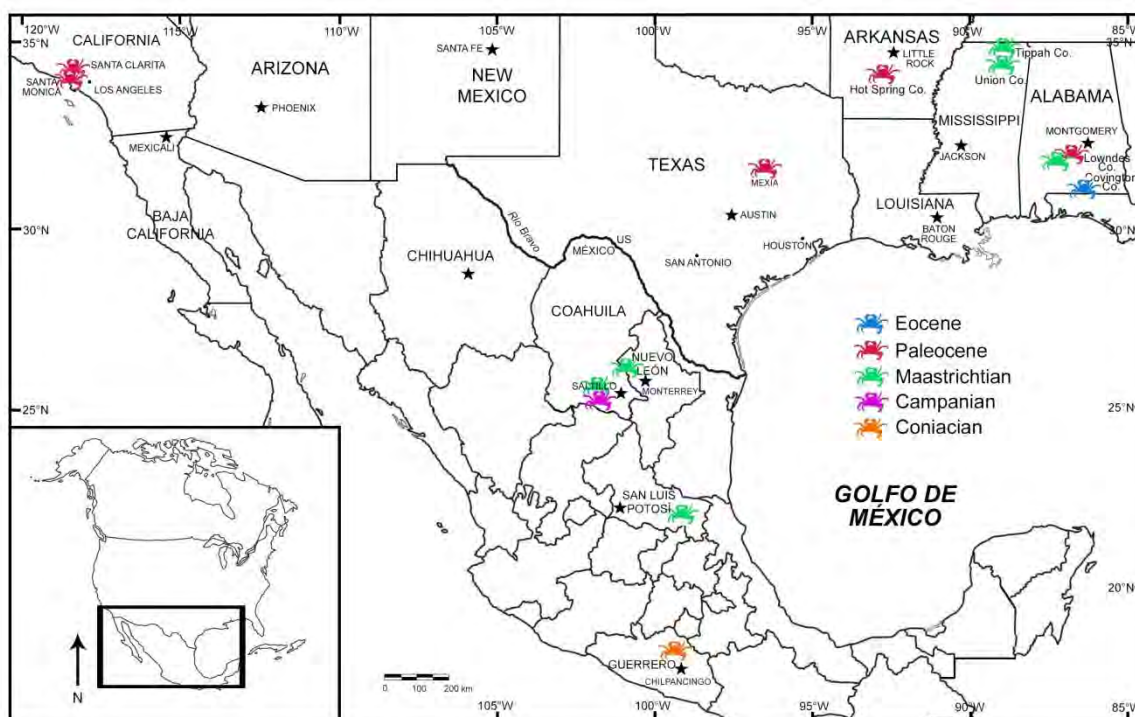 120°W
115°W
110°W
105°W
100°W
95°W
90°W
85°W
35°N
35°N
CALIFORNIA
SANTA CLARITA
SANTA
MONICA
LOS ANGELES
MEXICALI
ARIZONA
PHOENIX
SANTA FE
NEW
MEXICO
ARKANSAS
LITTLE
ROCK
Hot Spring Co.
Tippah Co.
Union Co.
ALABAMA
MISSISSIPPI
MONTGOMERY
JACKSON
Lowndes
Co.
Covington
Co.
TEXAS
MEXIA
AUSTIN
HOUSTON
SAN ANTONIO
LOUISIANA
BATON
ROUGE
30°N
30°N
BAJA
CALIFORNIA
Río Bravo
US
MÉXICO
CHIHUAHUA
COAHUILA
NUEVO
LEÓN
SALTILLO
MONTERREY
Eocene
Paleocene
Maastrichtian
Campanian
Coniacian
25°N
25°N
SAN LUIS
POTOSÍ
GOLFO DE
MÉXICO
20°N
GUERRERO
CHILPANCINGO
N
0 100 200 km
105°W
100°W
95°W
90°W
85°W